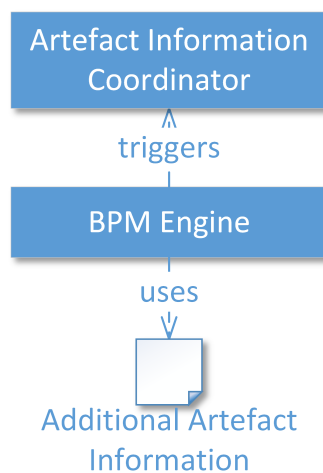 Artefact Information
Coordinator
triggers
BPM Engine
uses
Additional Artefact
Information